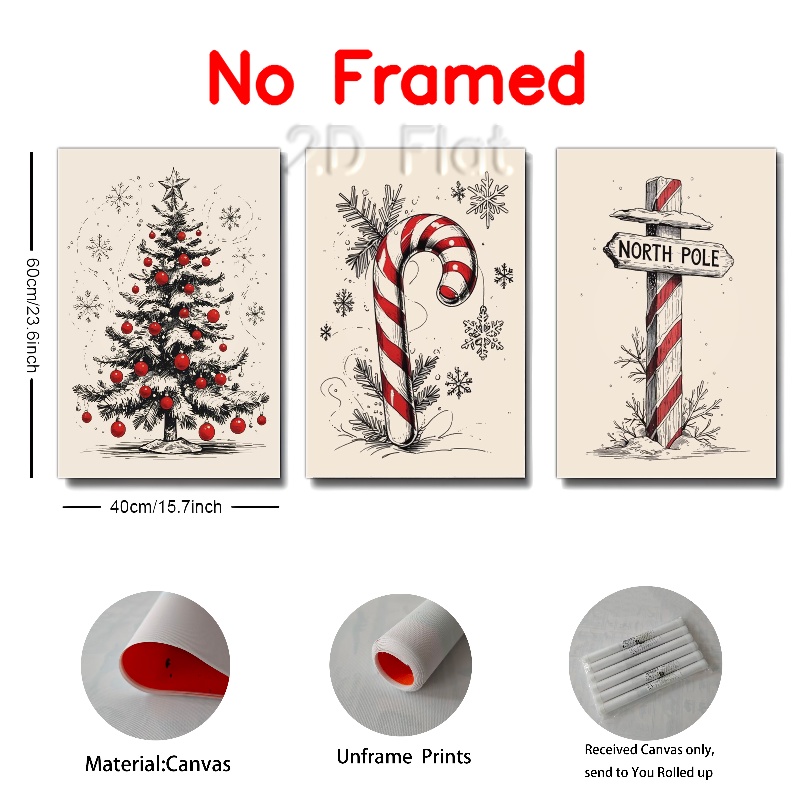 No Framed
2D Flat
NORTH POLE
60cm/23.6inch
40cm/15.7inch
Material:Canvas
Unframe Prints
Received Canvas only,
send to You Rolled up